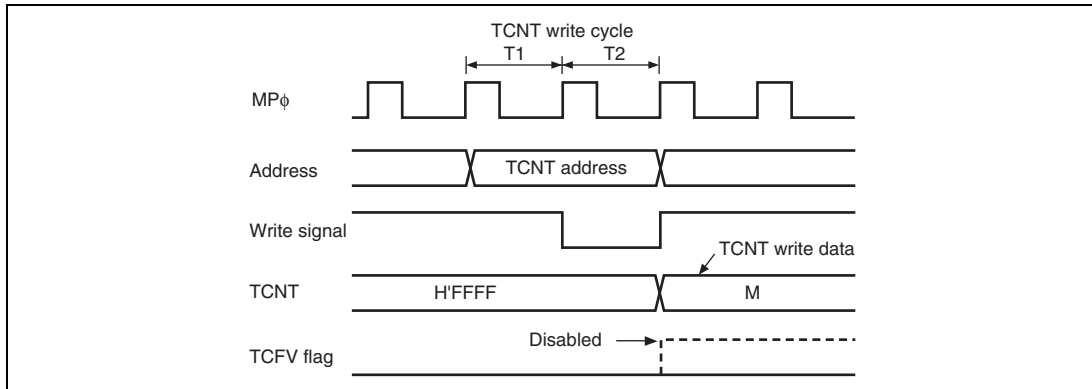 TCNT write cycle
T1 T2
MPϕ
Address TCNT address
Write signal
TCNT write data
TCNT H'FFFF M
Disabled
TCFV flag